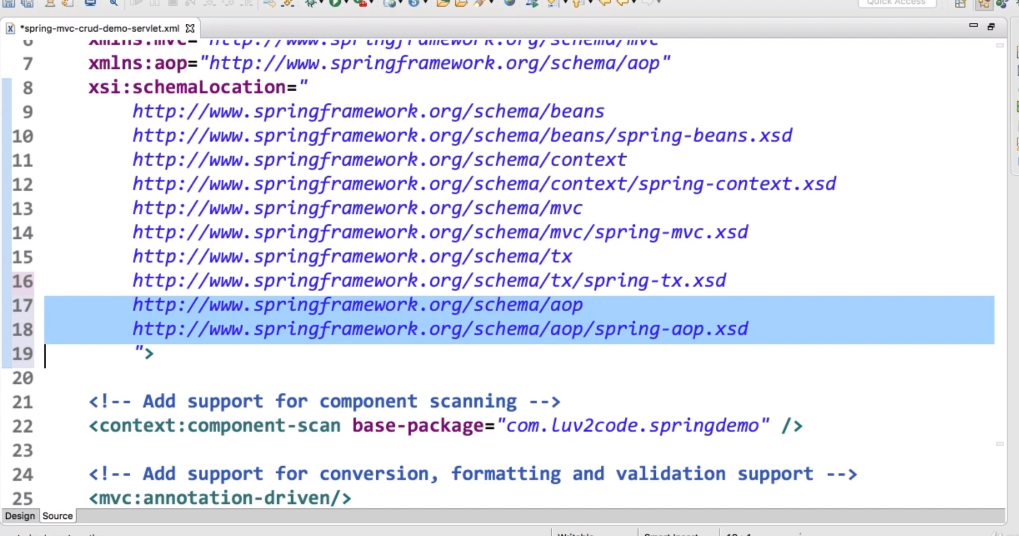 Quick Access
*spring-mvc-crud-demo-servlet.xml
6 xmlns:mvc="http://www.springframework.org/schema/mvc"
7 xmlns:aop="http://www.springframework.org/schema/aop"
8 xsi:schemaLocation="
9 http://www.springframework.org/schema/beans
10 http://www.springframework.org/schema/beans/spring-beans.xsd
11 http://www.springframework.org/schema/context
12 http://www.springframework.org/schema/context/spring-context.xsd
13 http://www.springframework.org/schema/mvc
14 http://www.springframework.org/schema/mvc/spring-mvc.xsd
15 http://www.springframework.org/schema/tx
16 http://www.springframework.org/schema/tx/spring-tx.xsd
17 http://www.springframework.org/schema/aop
18 http://www.springframework.org/schema/aop/spring-aop.xsd
19 ">
20
21 <!-- Add support for component scanning -->
22 <context:component-scan base-package="com.luv2code.springdemo" />
23
24 <!-- Add support for conversion, formatting and validation support -->
25 <mvc:annotation-driven/>
Design Source